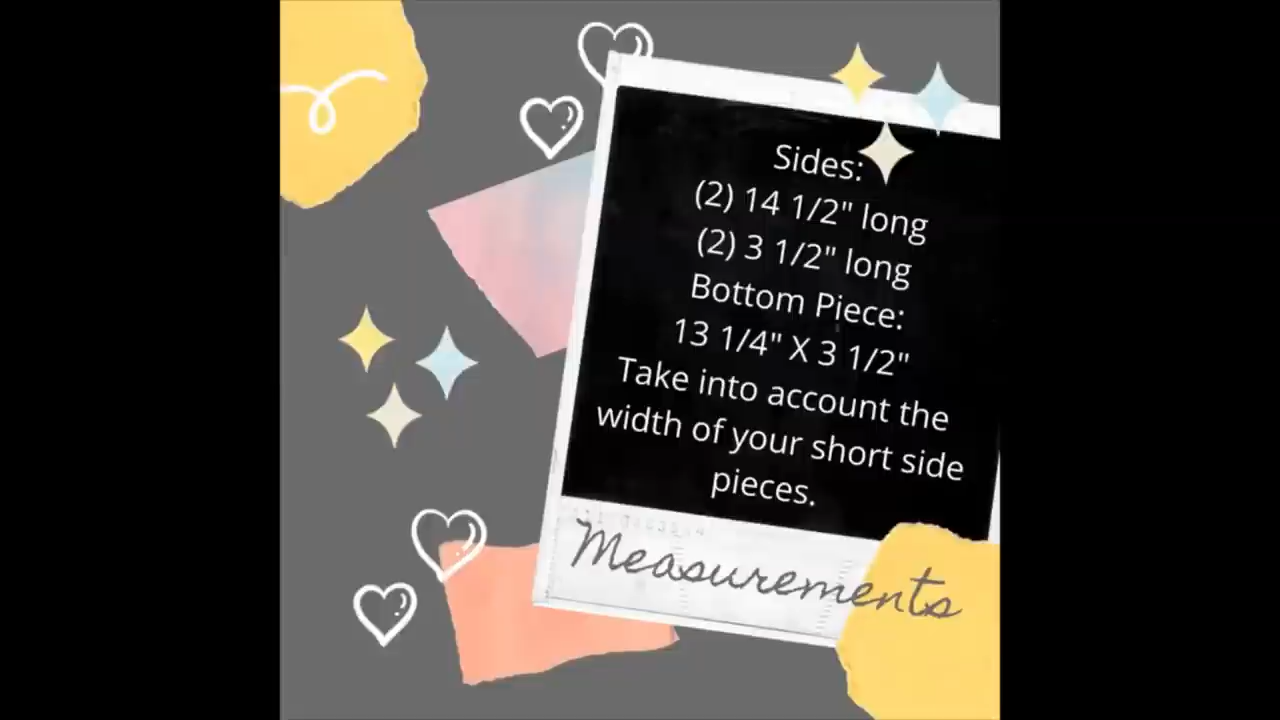 Sides:
(2) 14 1/2" long
(2) 3 1/2" long
Bottom Piece:
13 1/4" X 3 1/2"
Take into account the
width of your short side
pieces.
Measurements